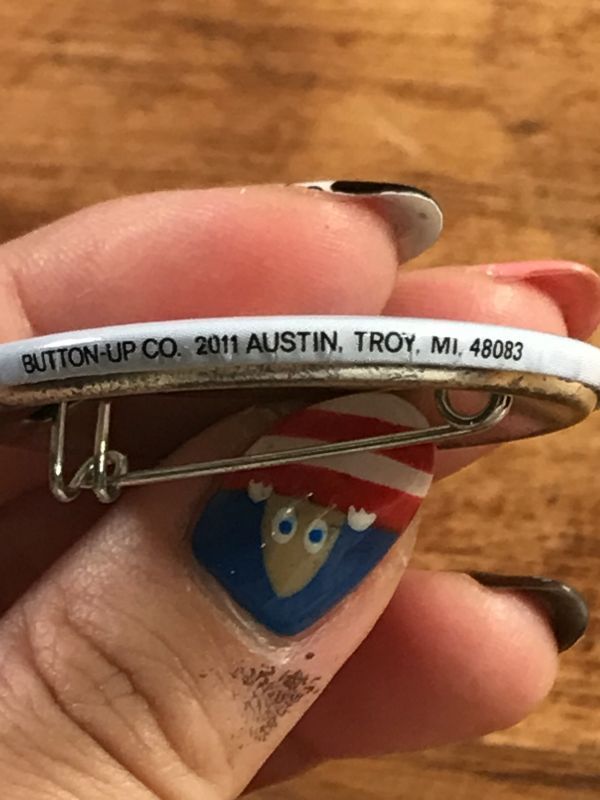 BUTTON-UP CO. 2011 AUSTIN, TROY, MI, 48083